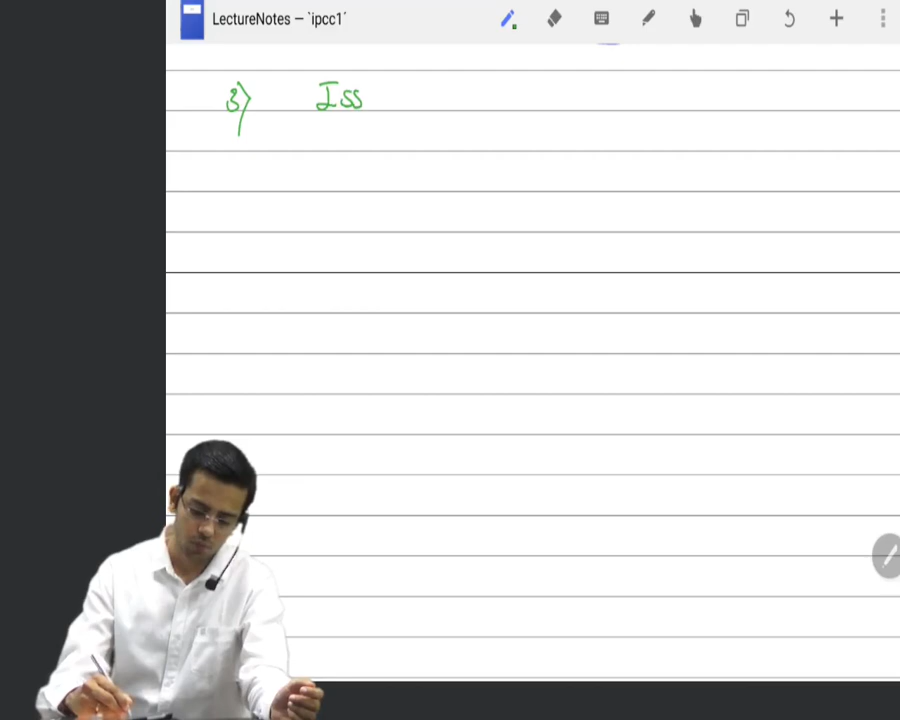 LectureNotes – `ipcc1´
3) Iss